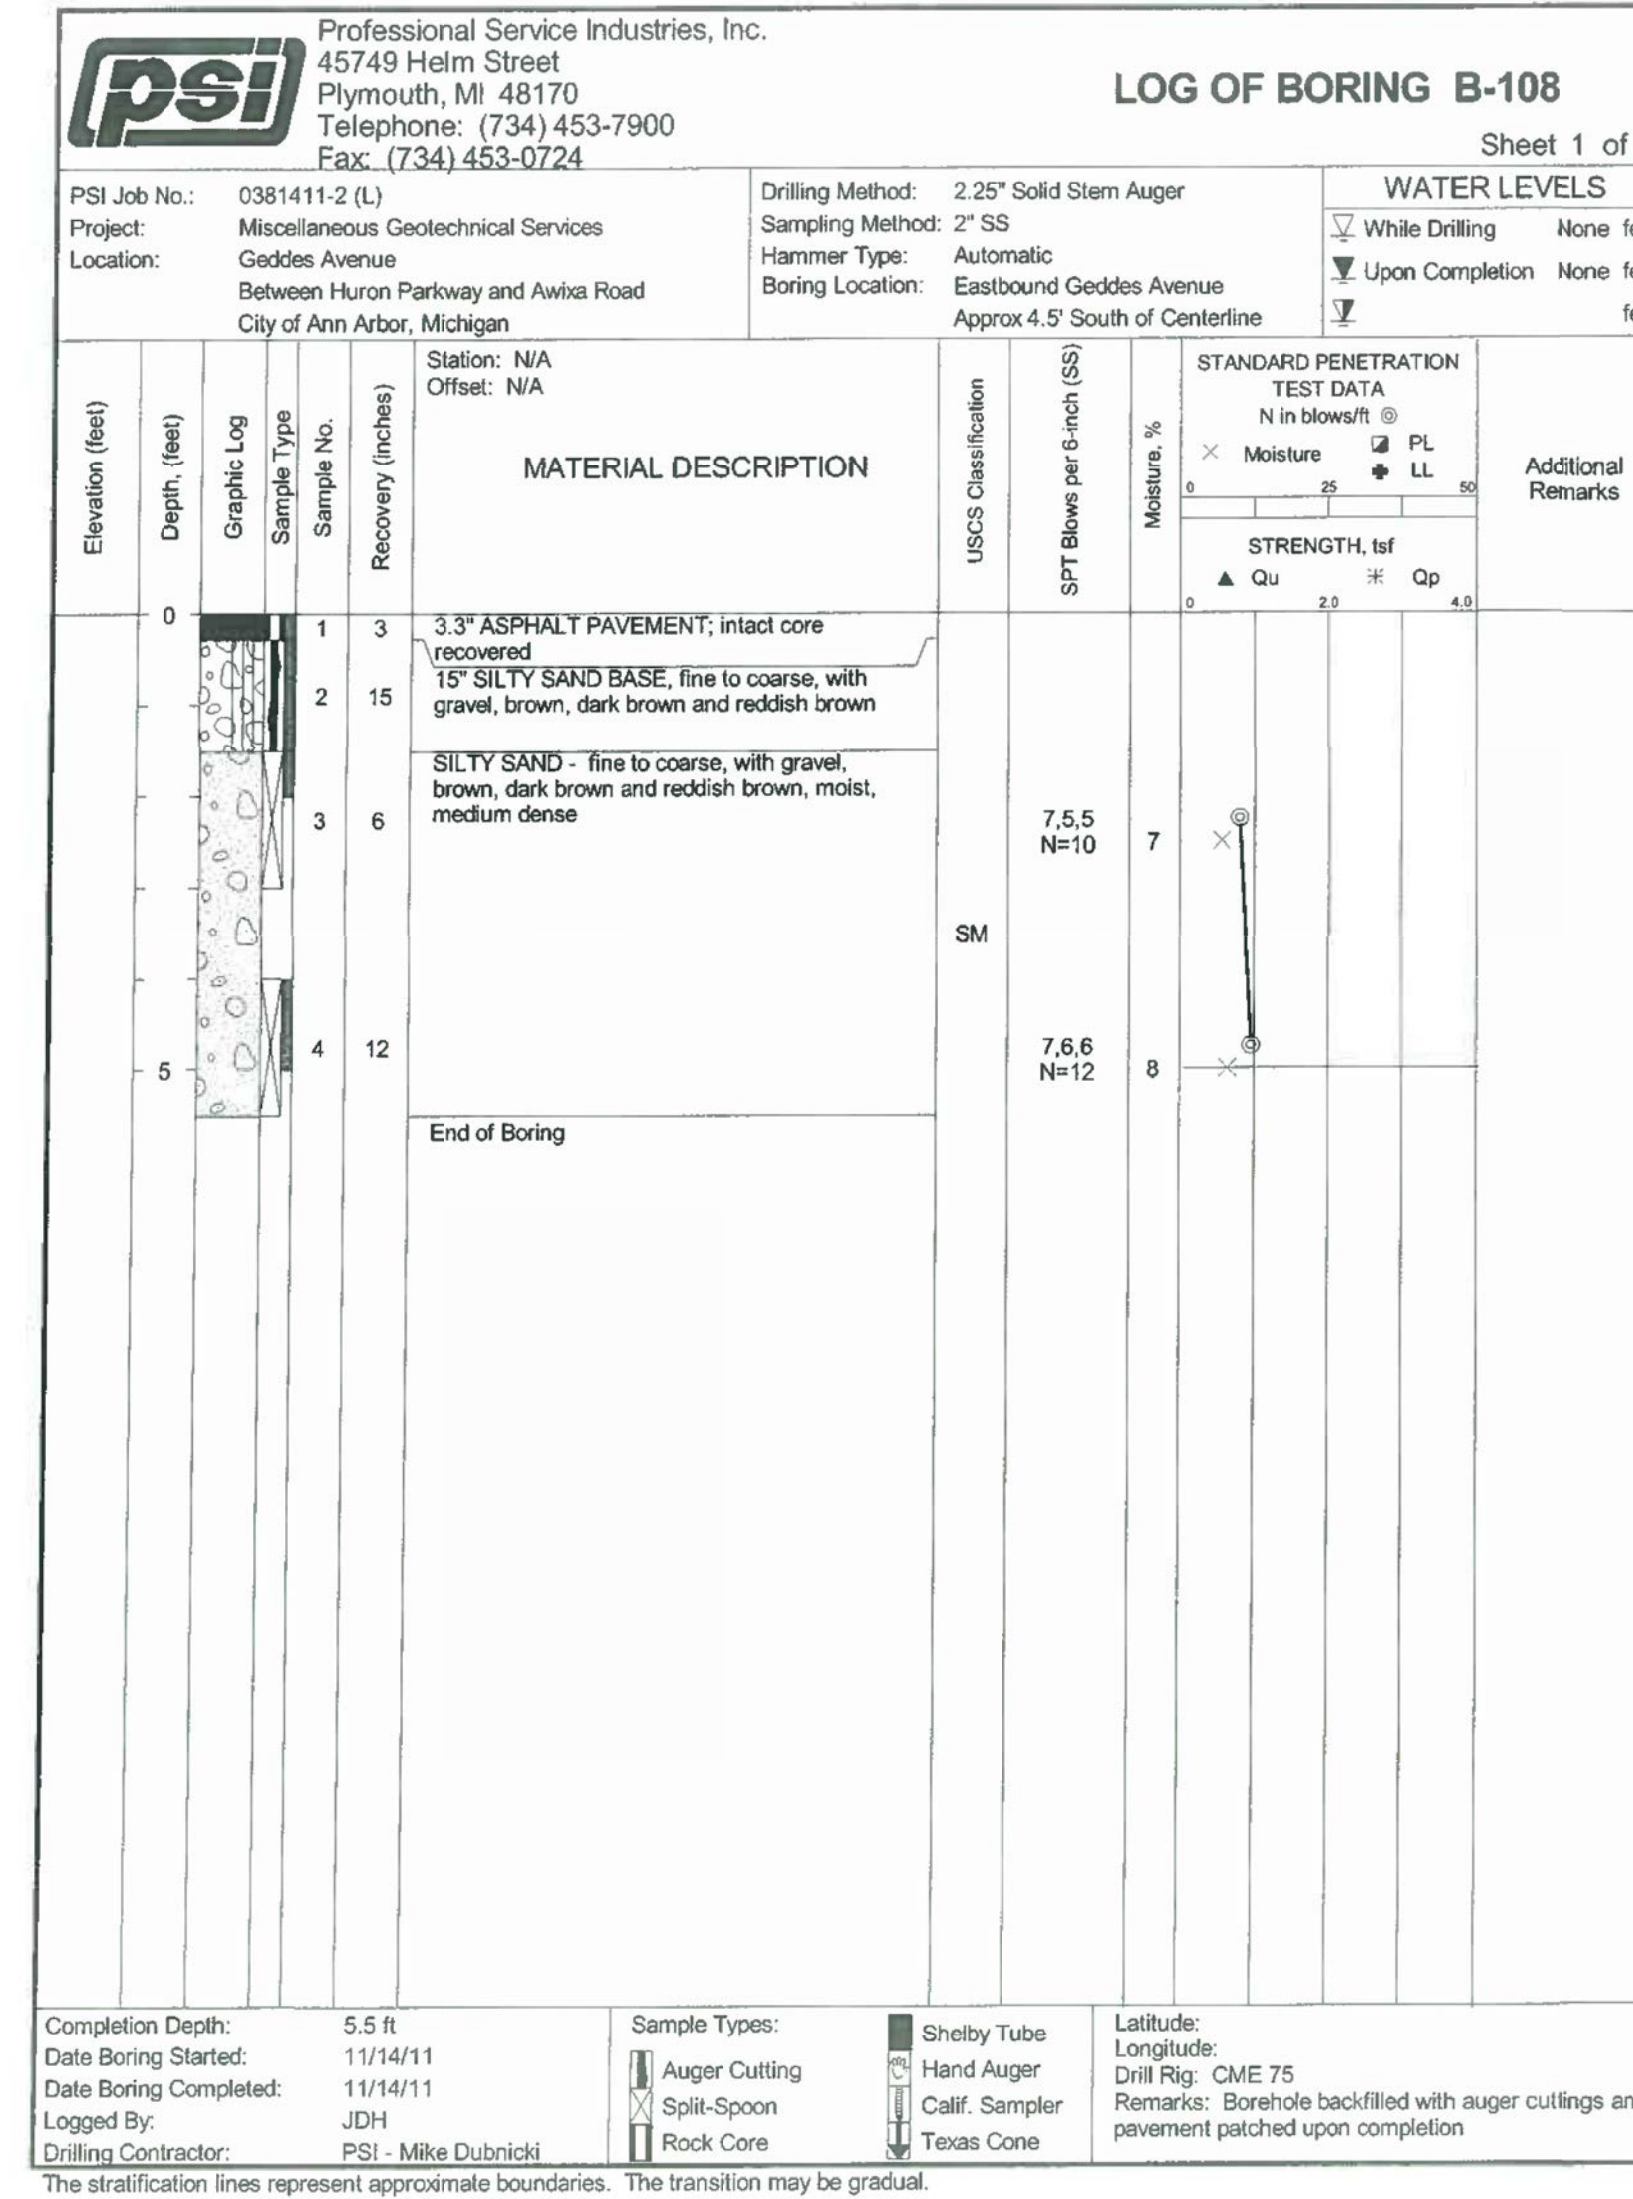 psi
Professional Service Industries, Inc.
45749 Helm Street
Plymouth, MI 48170
Telephone: (734) 453-7900
Fax: (734) 453-0724
LOG OF BORING B-108
Sheet 1 of
PSI Job No.: 0381411-2 (L)
Project: Miscellaneous Geotechnical Services
Location: Geddes Avenue
Between Huron Parkway and Awixa Road
City of Ann Arbor, Michigan
Drilling Method: 2.25" Solid Stem Auger
Sampling Method: 2" SS
Hammer Type: Automatic
Boring Location: Eastbound Geddes Avenue
Approx 4.5' South of Centerline
WATER LEVELS
While Drilling None fe
Upon Completion None fe
fe
Elevation (feet)
Depth, (feet)
Graphic Log
Sample Type
Sample No.
Recovery (inches)
Station: N/A
Offset: N/A
MATERIAL DESCRIPTION
USCS Classification
SPT Blows per 6-inch (SS)
Moisture, %
STANDARD PENETRATION
TEST DATA
N in blows/ft
Moisture PL
LL
0 25 50
STRENGTH, tsf
Qu Qp
0 2.0 4.0
Additional
Remarks
0
1 3 3.3" ASPHALT PAVEMENT; intact core
recovered
2 15 15" SILTY SAND BASE, fine to coarse, with
gravel, brown, dark brown and reddish brown
SILTY SAND - fine to coarse, with gravel,
brown, dark brown and reddish brown, moist,
medium dense
3 6 7,5,5
N=10 7
SM
4 12 7,6,6
5 N=12 8
End of Boring
Completion Depth: 5.5 ft
Date Boring Started: 11/14/11
Date Boring Completed: 11/14/11
Logged By: JDH
Drilling Contractor: PSI - Mike Dubnicki
Sample Types:
Auger Cutting
Split-Spoon
Rock Core
Shelby Tube
Hand Auger
Calif. Sampler
Texas Cone
Latitude:
Longitude:
Drill Rig: CME 75
Remarks: Borehole backfilled with auger cuttings an
pavement patched upon completion
The stratification lines represent approximate boundaries. The transition may be gradual.